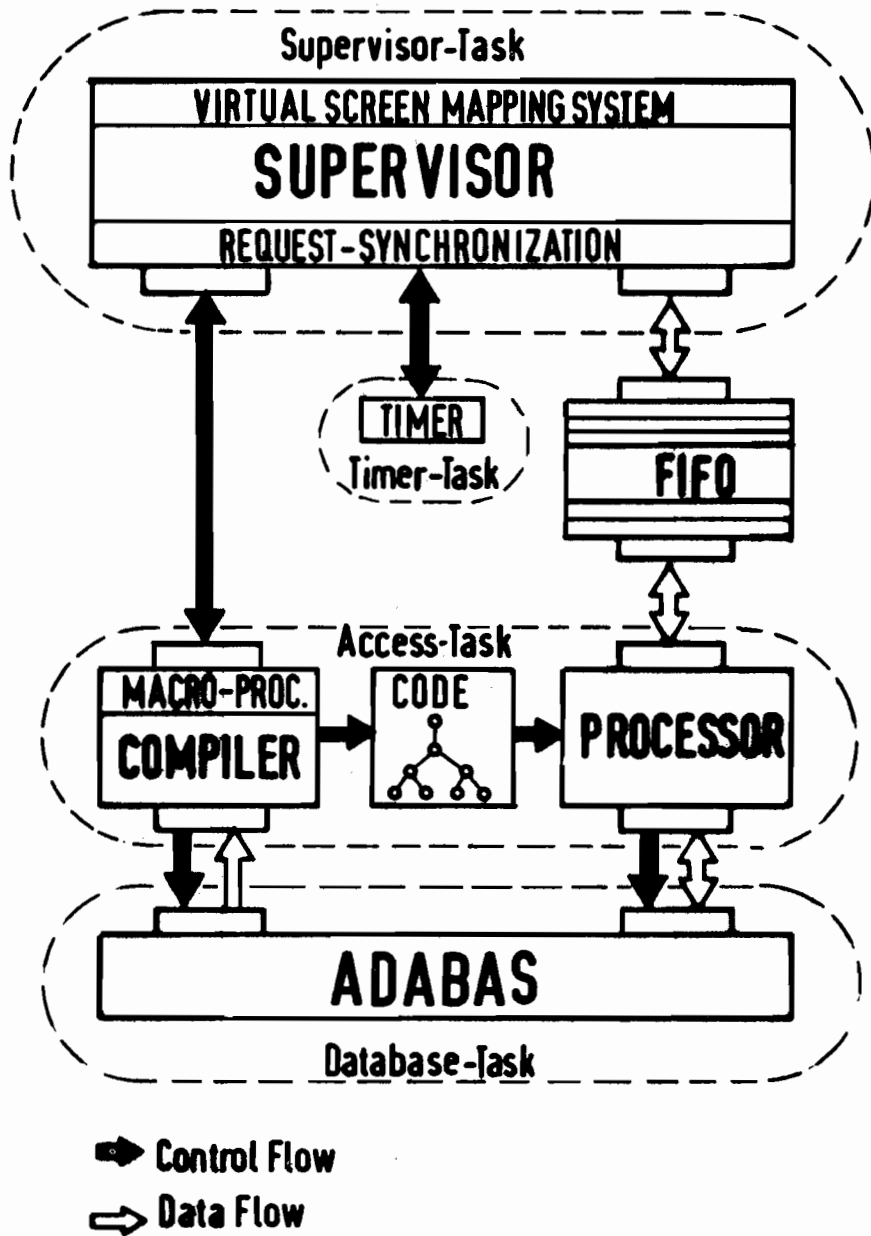 Supervisor-Task
VIRTUAL SCREEN MAPPING SYSTEM
SUPERVISOR
REQUEST-SYNCHRONIZATION
TIMER
Timer-Task
FIFO
Access-Task
MACRO-PROC.
COMPILER
CODE
PROCESSOR
ADABAS
Database-Task
Control Flow
Data Flow